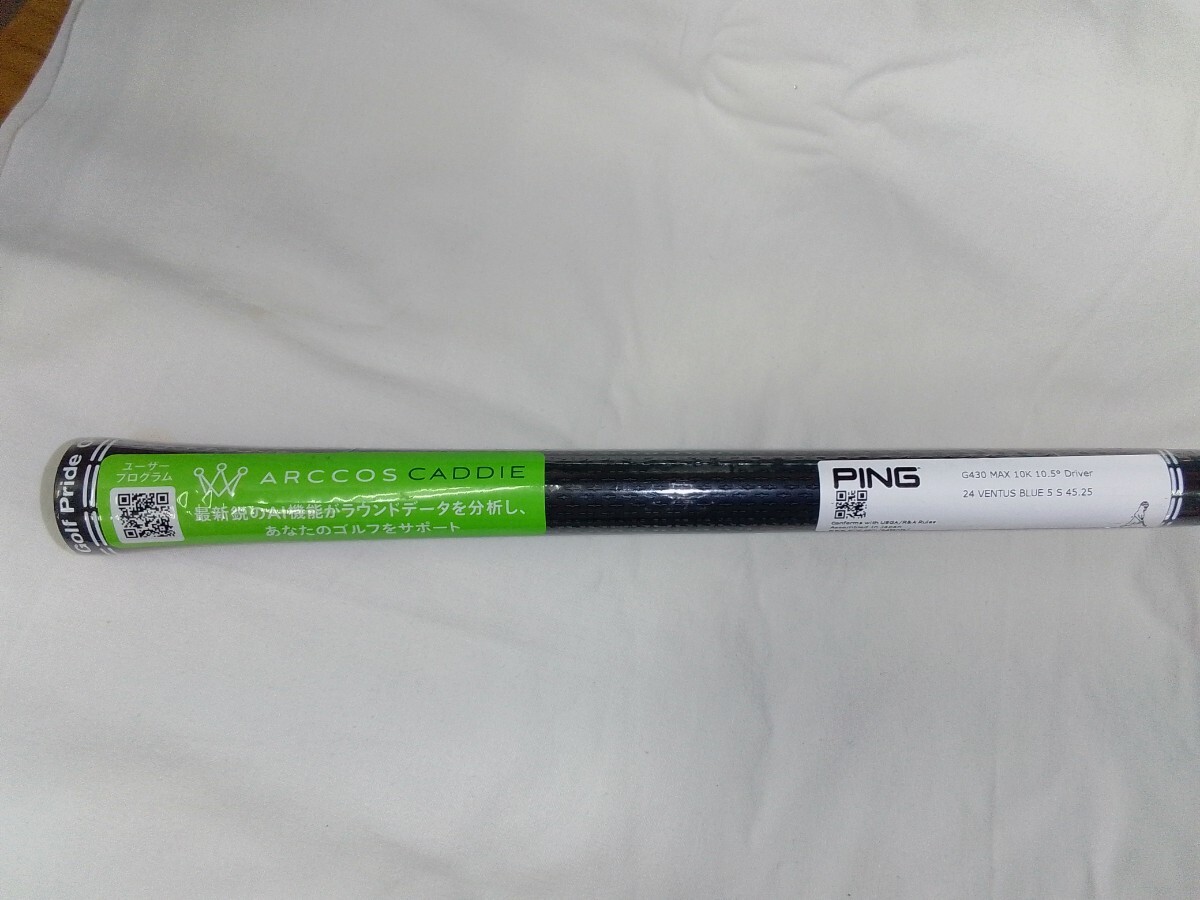 Golf Pride
ユーザー
プログラム
ARCCOS CADDIE
最新鋭のAI機能がラウンドデータを分析し、
あなたのゴルフをサポート
PING
G430 MAX 10K 10.5° Driver
24 VENTUS BLUE 5 S 45.25
Conforms with USGA/R&A Rules
Assembled in Japan